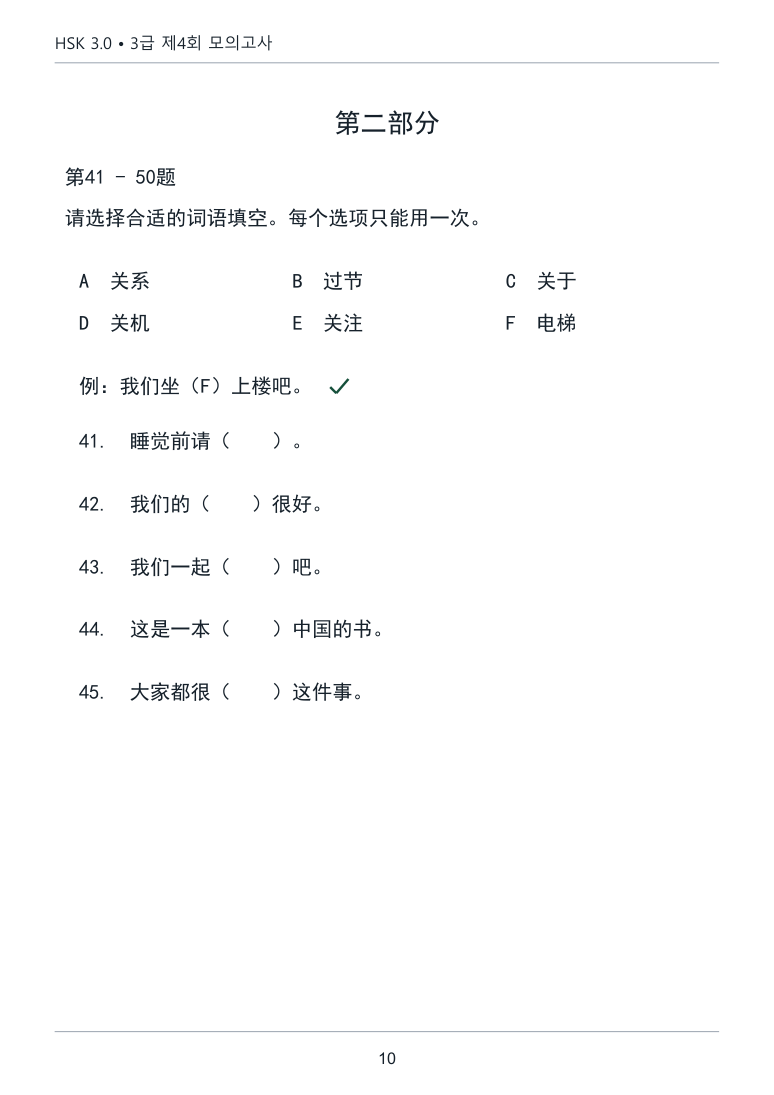 HSK 3.0 • 3급 제4회 모의고사
第二部分
第41 – 50题
请选择合适的词语填空。每个选项只能用一次。
A 关系 B 过节 C 关于
D 关机 E 关注 F 电梯
例：我们坐（F）上楼吧。 ✓
41. 睡觉前请（  ）。
42. 我们的（  ）很好。
43. 我们一起（  ）吧。
44. 这是一本（  ）中国的书。
45. 大家都很（  ）这件事。
10